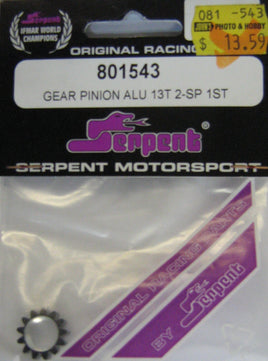 Serpent
IFMAR WORLD
CHAMPIONS
081 -543
PHOTO & HOBBY
$ 13.59
ORIGINAL RACING
801543
GEAR PINION ALU 13T 2-SP 1ST
Serpent
SERPENT MOTORSPORT
ORIGINAL RACING PARTS
BY Serpent